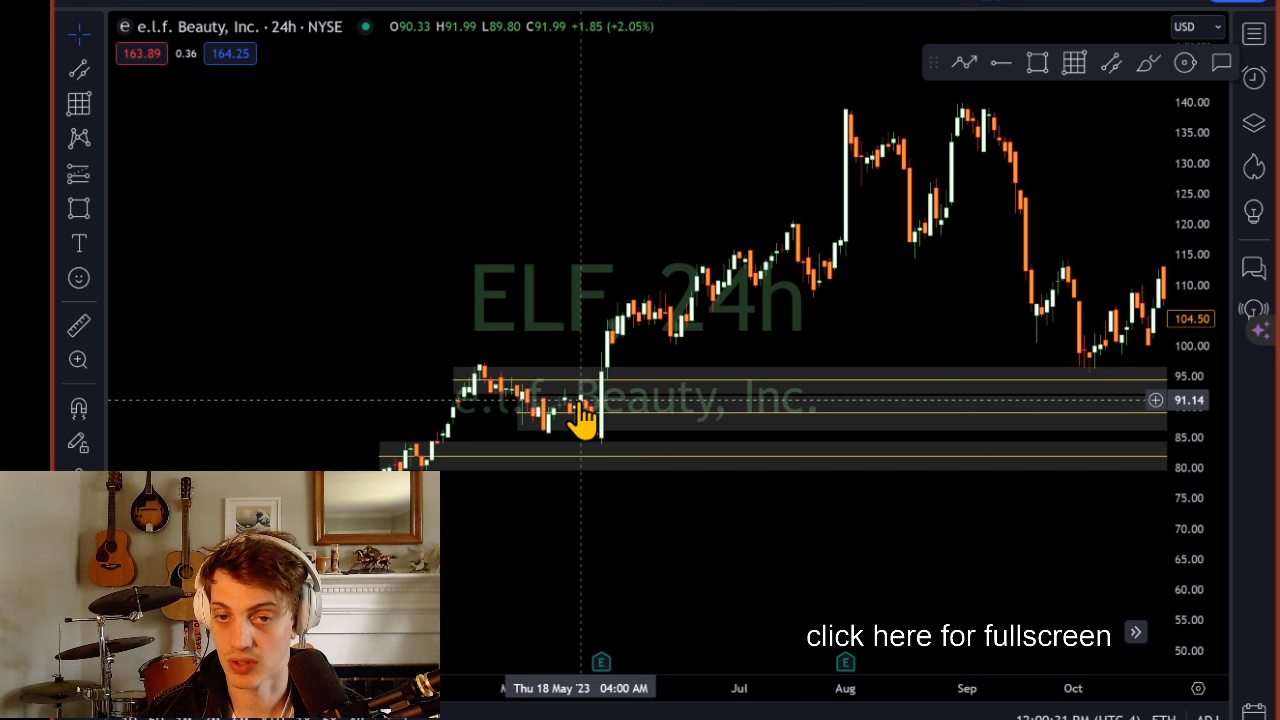 e.l.f. Beauty, Inc. · 24h · NYSE
O90.33 H91.99 L89.80 C91.99 +1.85 (+2.05%)
USD
163.89 0.36 164.25
140.00
135.00
130.00
125.00
120.00
115.00
110.00
104.50
100.00
95.00
91.14
85.00
80.00
75.00
70.00
65.00
60.00
55.00
50.00
ELF, 24h
e.l.f. Beauty, Inc.
click here for fullscreen
E
E
Thu 18 May '23 04:00 AM
Jul
Aug
Sep
Oct